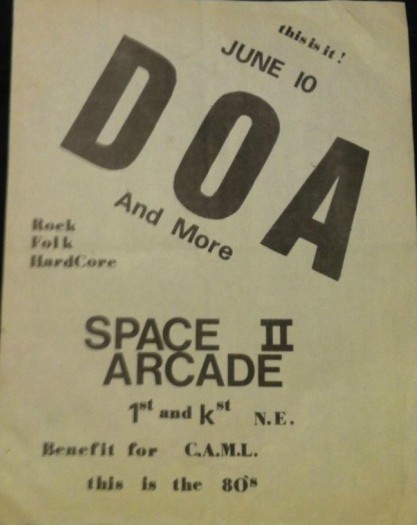 this is it!
JUNE 10
DOA
And More
Rock
Folk
HardCore
SPACE II
ARCADE
1st and kst N.E.
Benefit for C.A.M.L.
this is the 80s